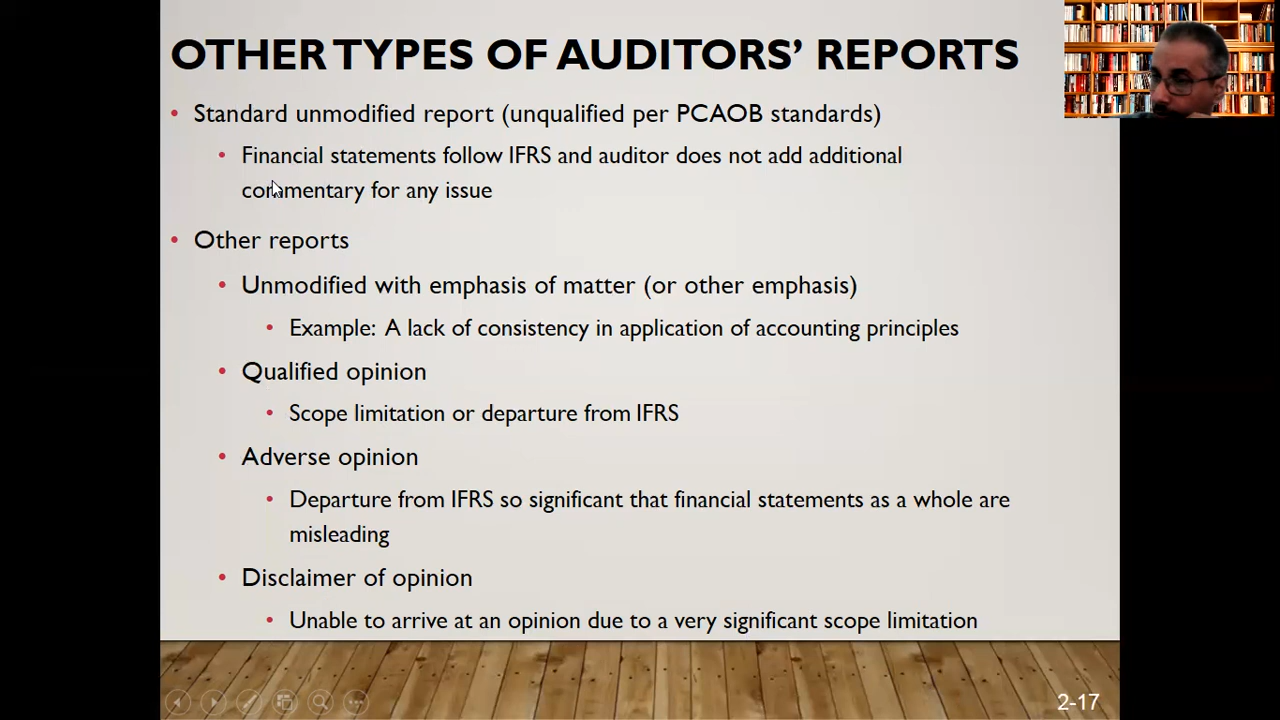 OTHER TYPES OF AUDITORS' REPORTS
• Standard unmodified report (unqualified per PCAOB standards)
• Financial statements follow IFRS and auditor does not add additional
commentary for any issue
• Other reports
• Unmodified with emphasis of matter (or other emphasis)
• Example: A lack of consistency in application of accounting principles
• Qualified opinion
• Scope limitation or departure from IFRS
• Adverse opinion
• Departure from IFRS so significant that financial statements as a whole are
misleading
• Disclaimer of opinion
• Unable to arrive at an opinion due to a very significant scope limitation
2-17